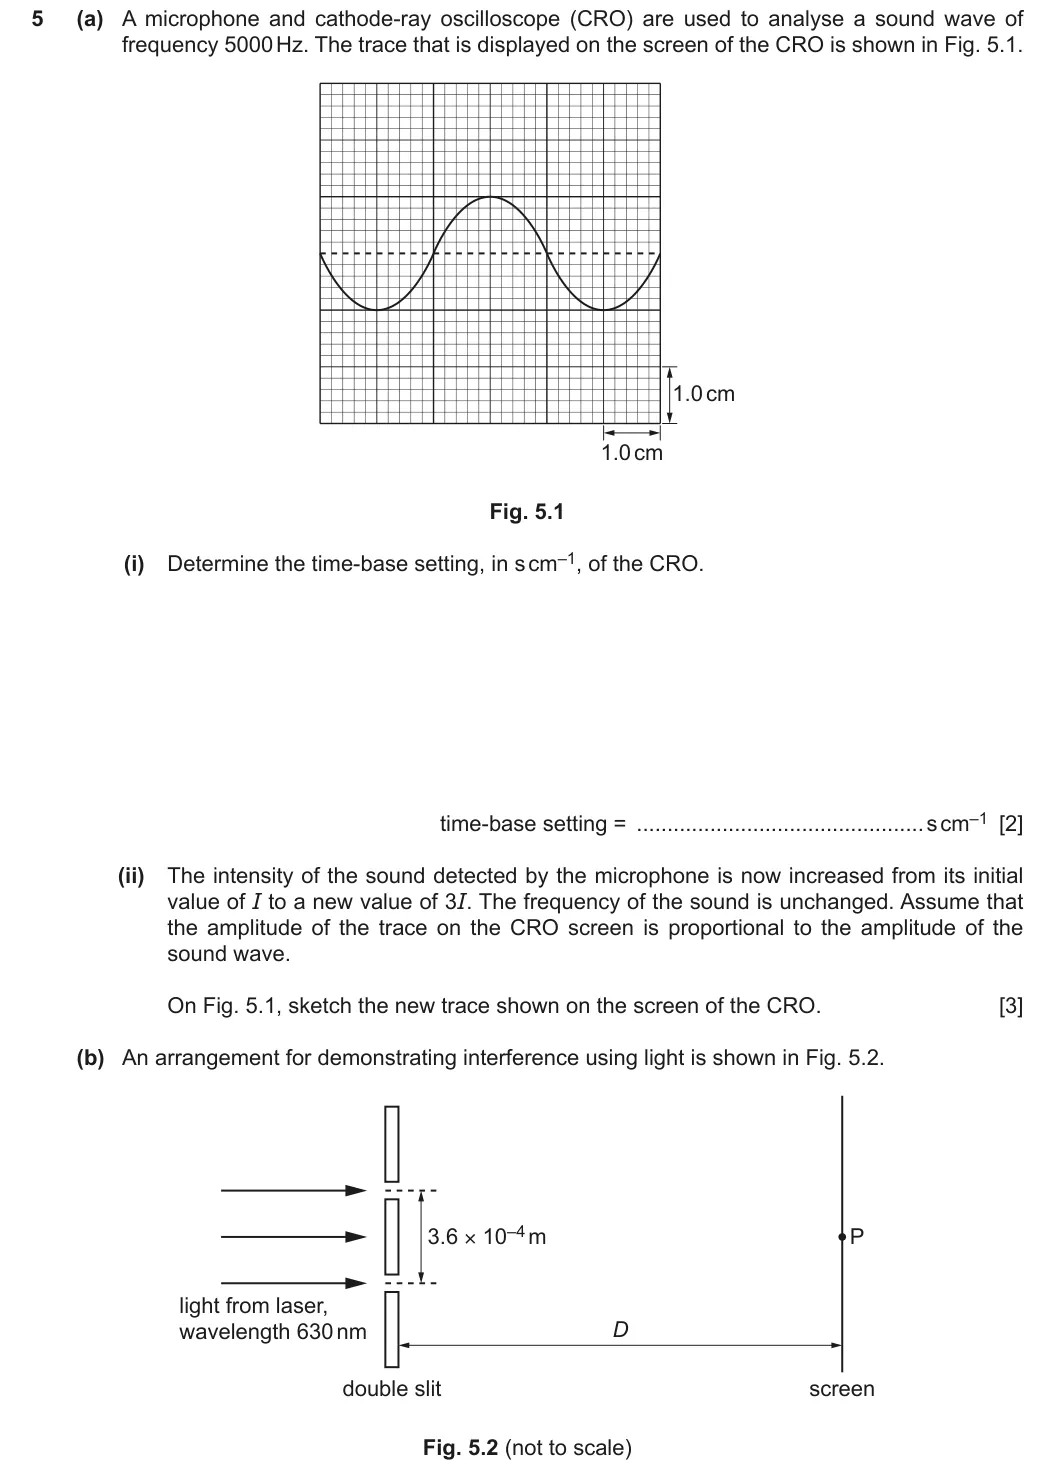 5 (a) A microphone and cathode-ray oscilloscope (CRO) are used to analyse a sound wave of
frequency 5000 Hz. The trace that is displayed on the screen of the CRO is shown in Fig. 5.1.
1.0 cm
1.0 cm
Fig. 5.1
(i) Determine the time-base setting, in s cm⁻¹, of the CRO.
time-base setting = ............................................... s cm⁻¹ [2]
(ii) The intensity of the sound detected by the microphone is now increased from its initial
value of I to a new value of 3I. The frequency of the sound is unchanged. Assume that
the amplitude of the trace on the CRO screen is proportional to the amplitude of the
sound wave.
On Fig. 5.1, sketch the new trace shown on the screen of the CRO. [3]
(b) An arrangement for demonstrating interference using light is shown in Fig. 5.2.
3.6 × 10⁻⁴ m
P
light from laser,
wavelength 630 nm
D
double slit
screen
Fig. 5.2 (not to scale)